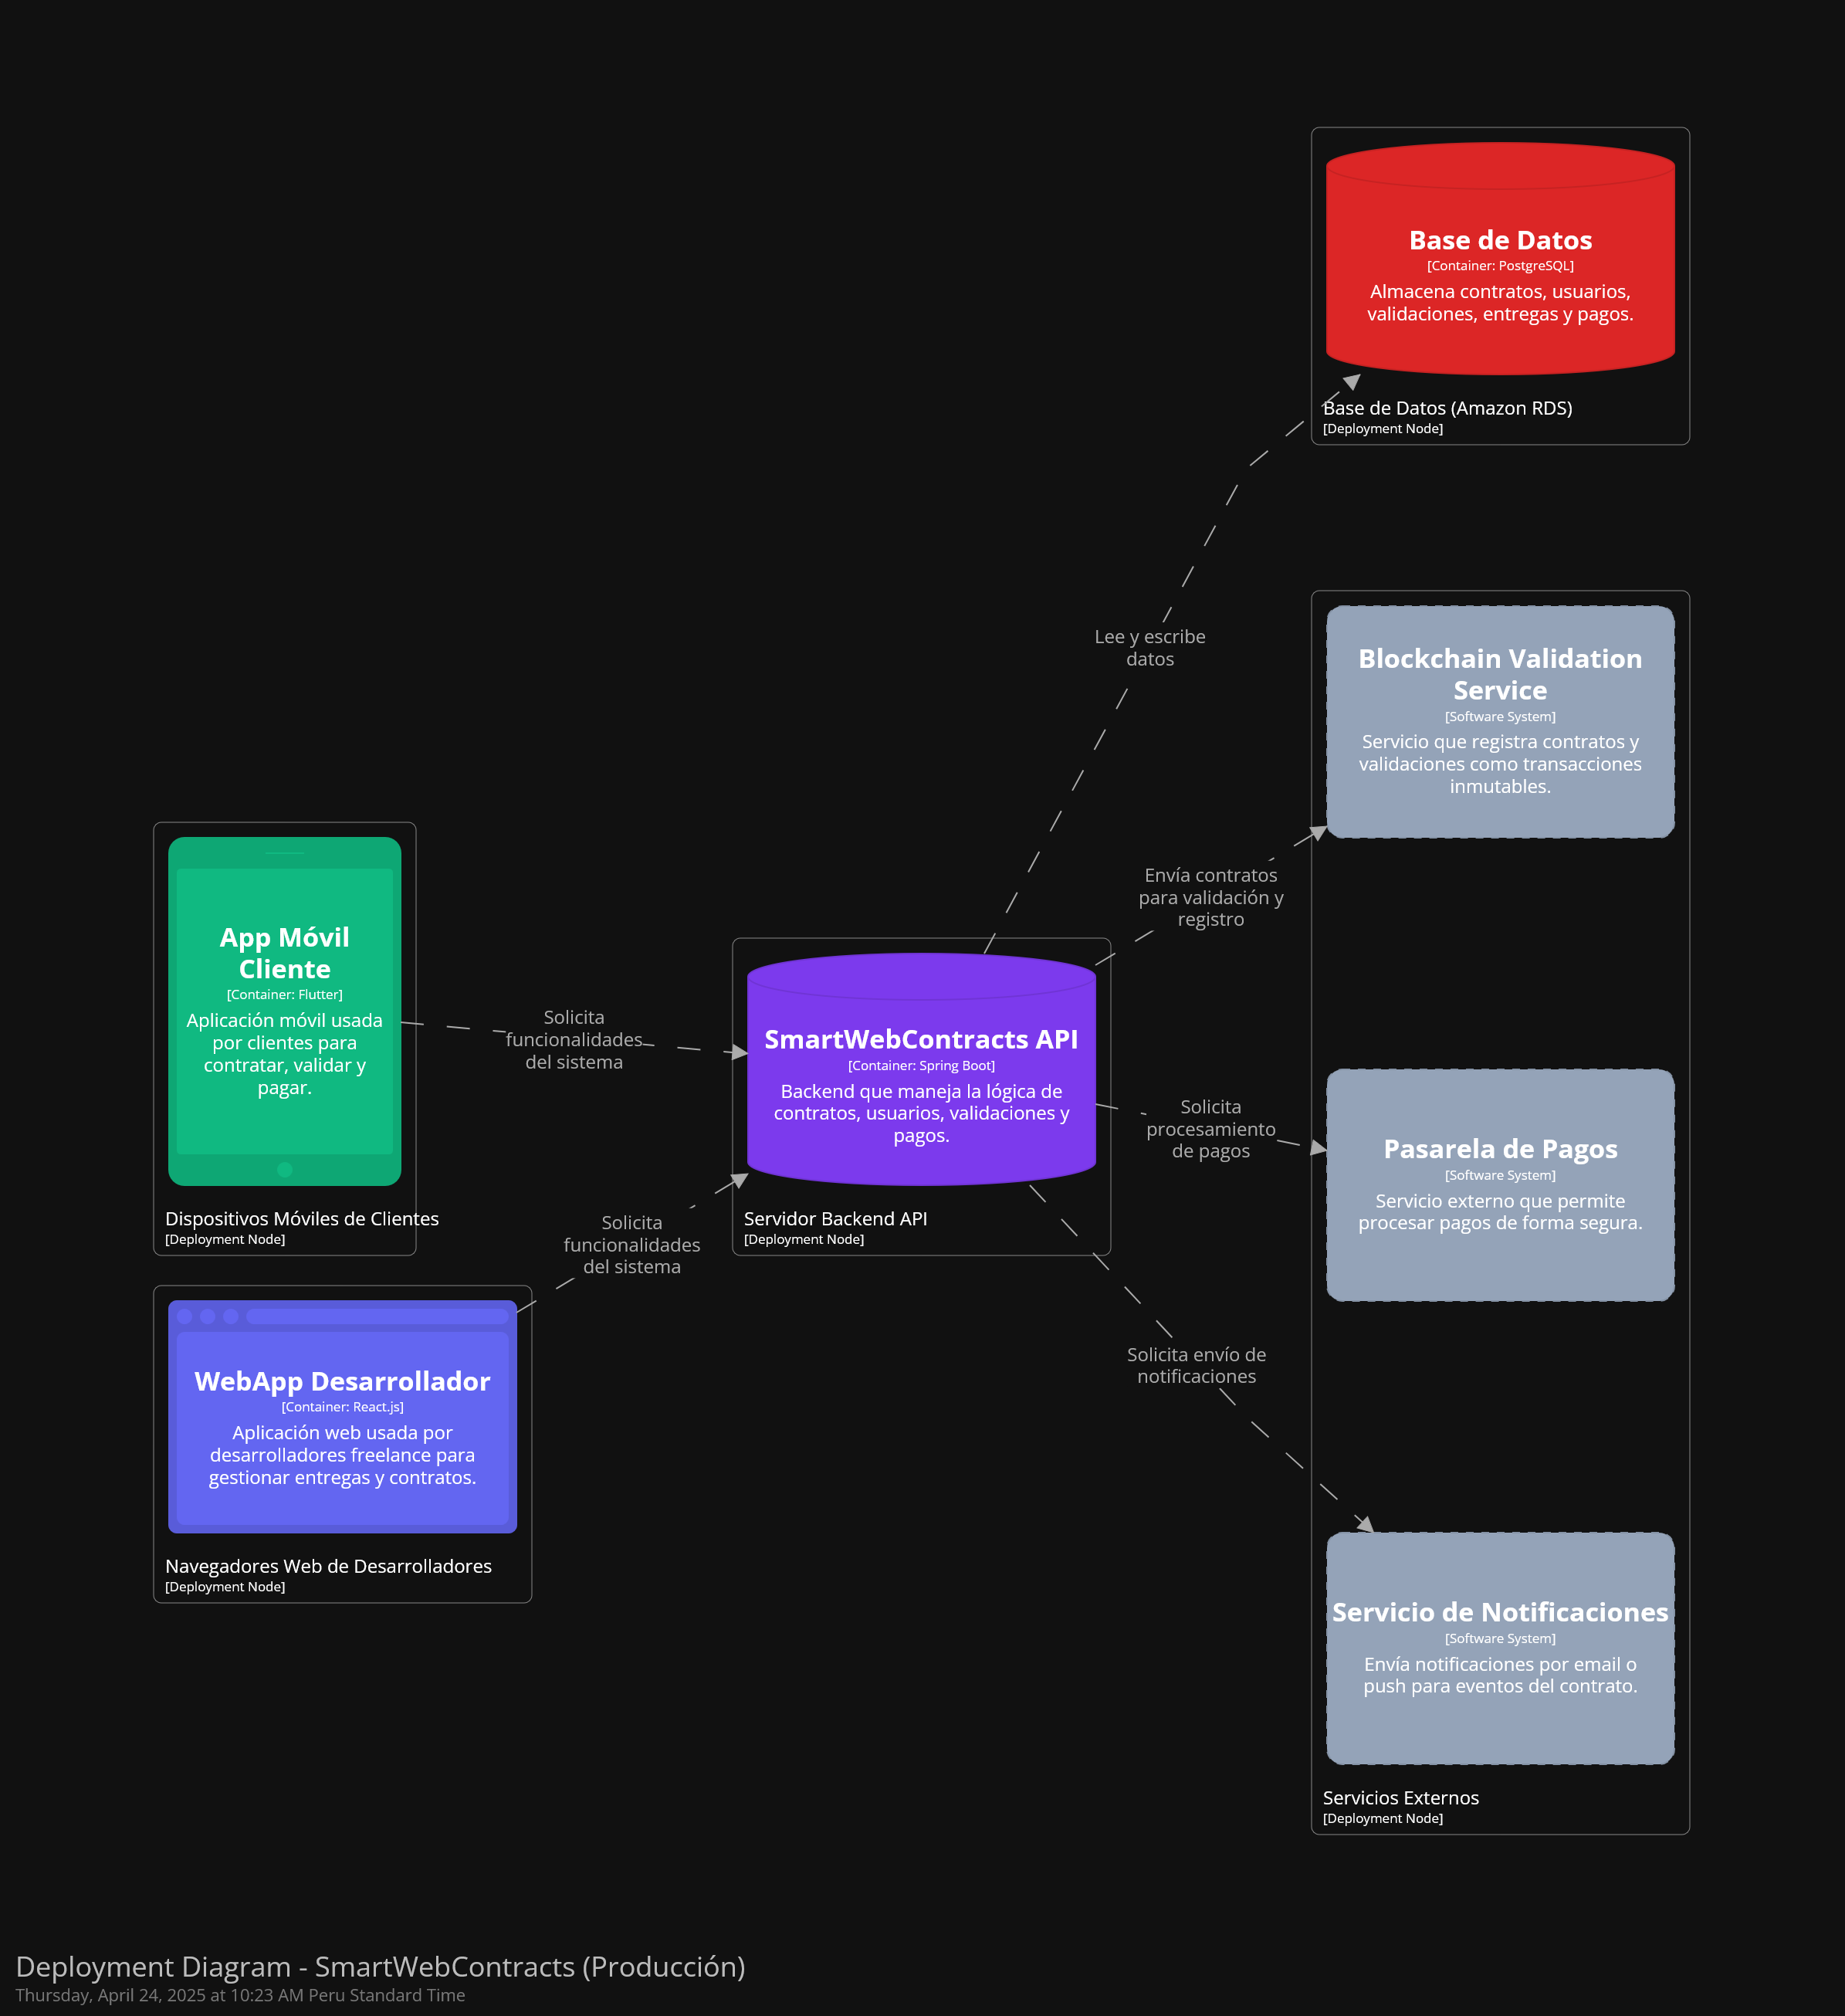 Base de Datos
[Container: PostgreSQL]
Almacena contratos, usuarios,
validaciones, entregas y pagos.
Base de Datos (Amazon RDS)
[Deployment Node]
Lee y escribe
datos
Blockchain Validation
Service
[Software System]
Servicio que registra contratos y
validaciones como transacciones
inmutables.
Envía contratos
para validación y
registro
App Móvil
Cliente
[Container: Flutter]
Aplicación móvil usada
por clientes para
contratar, validar y
pagar.
Dispositivos Móviles de Clientes
[Deployment Node]
Solicita
funcionalidades
del sistema
SmartWebContracts API
[Container: Spring Boot]
Backend que maneja la lógica de
contratos, usuarios, validaciones y
pagos.
Servidor Backend API
[Deployment Node]
Solicita
procesamiento
de pagos
Pasarela de Pagos
[Software System]
Servicio externo que permite
procesar pagos de forma segura.
Solicita
funcionalidades
del sistema
WebApp Desarrollador
[Container: React.js]
Aplicación web usada por
desarrolladores freelance para
gestionar entregas y contratos.
Navegadores Web de Desarrolladores
[Deployment Node]
Solicita envío de
notificaciones
Servicio de Notificaciones
[Software System]
Envía notificaciones por email o
push para eventos del contrato.
Servicios Externos
[Deployment Node]
Deployment Diagram - SmartWebContracts (Producción)
Thursday, April 24, 2025 at 10:23 AM Peru Standard Time